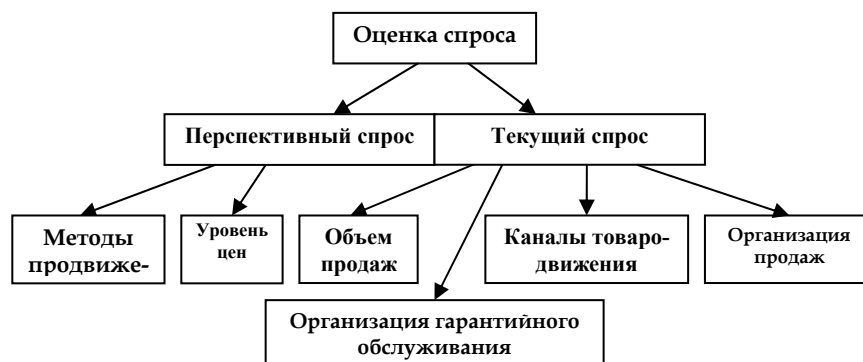 Оценка спроса
Перспективный спрос
Текущий спрос
Методы
продвиже-
Уровень
цен
Объем
продаж
Каналы товаро-
движения
Организация
продаж
Организация гарантийного
обслуживания